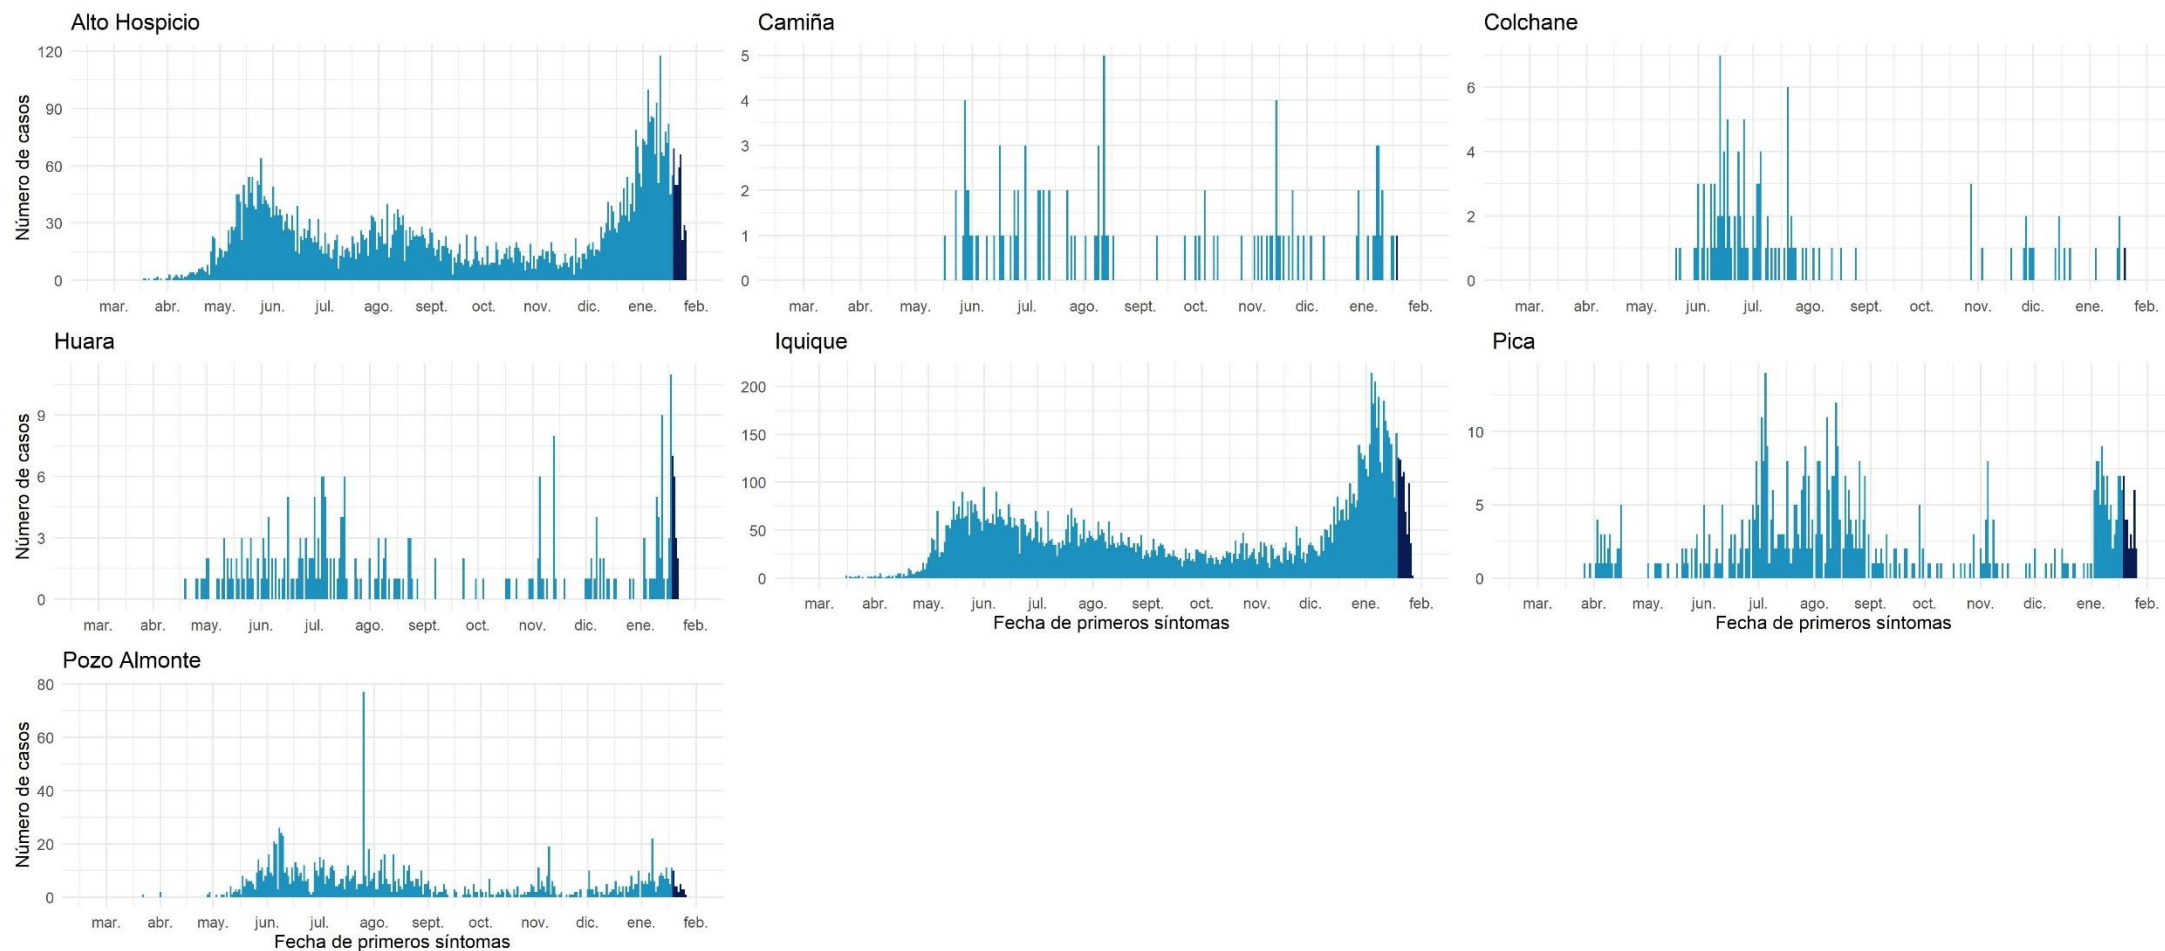 Alto Hospicio
Número de casos
120
90
60
30
0
mar. abr. may. jun. jul. ago. sept. oct. nov. dic. ene. feb.
Camiña
5
4
3
2
1
0
mar. abr. may. jun. jul. ago. sept. oct. nov. dic. ene. feb.
Colchane
6
4
2
0
mar. abr. may. jun. jul. ago. sept. oct. nov. dic. ene. feb.
Huara
Número de casos
9
6
3
0
mar. abr. may. jun. jul. ago. sept. oct. nov. dic. ene. feb.
Iquique
200
150
100
50
0
mar. abr. may. jun. jul. ago. sept. oct. nov. dic. ene. feb.
Fecha de primeros síntomas
Pica
10
5
0
mar. abr. may. jun. jul. ago. sept. oct. nov. dic. ene. feb.
Fecha de primeros síntomas
Pozo Almonte
Número de casos
80
60
40
20
0
mar. abr. may. jun. jul. ago. sept. oct. nov. dic. ene. feb.
Fecha de primeros síntomas